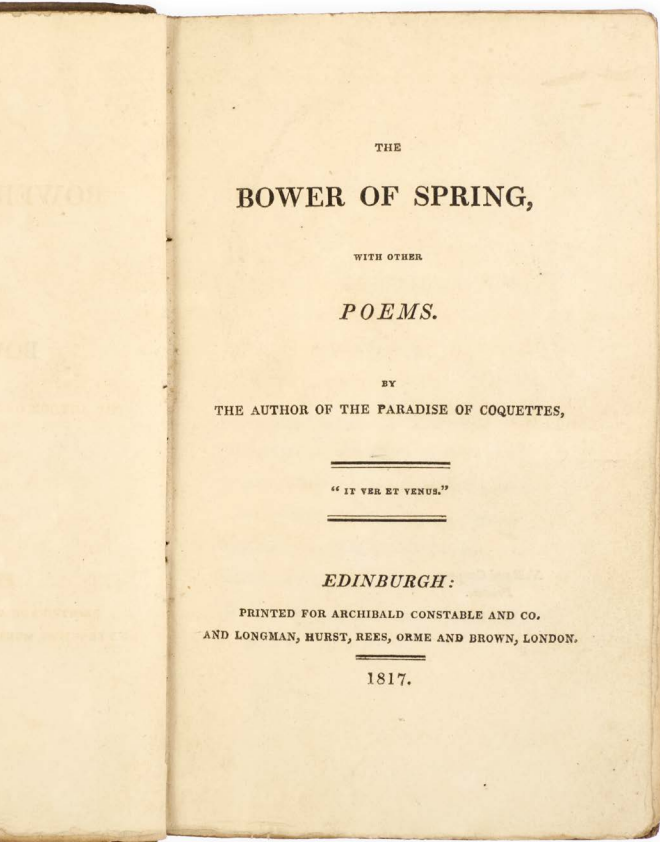 THE
BOWER OF SPRING,
WITH OTHER
POEMS.
BY
THE AUTHOR OF THE PARADISE OF COQUETTES,
“ IT VER ET VENUS.”
EDINBURGH:
PRINTED FOR ARCHIBALD CONSTABLE AND CO.
AND LONGMAN, HURST, REES, ORME AND BROWN, LONDON.
1817.